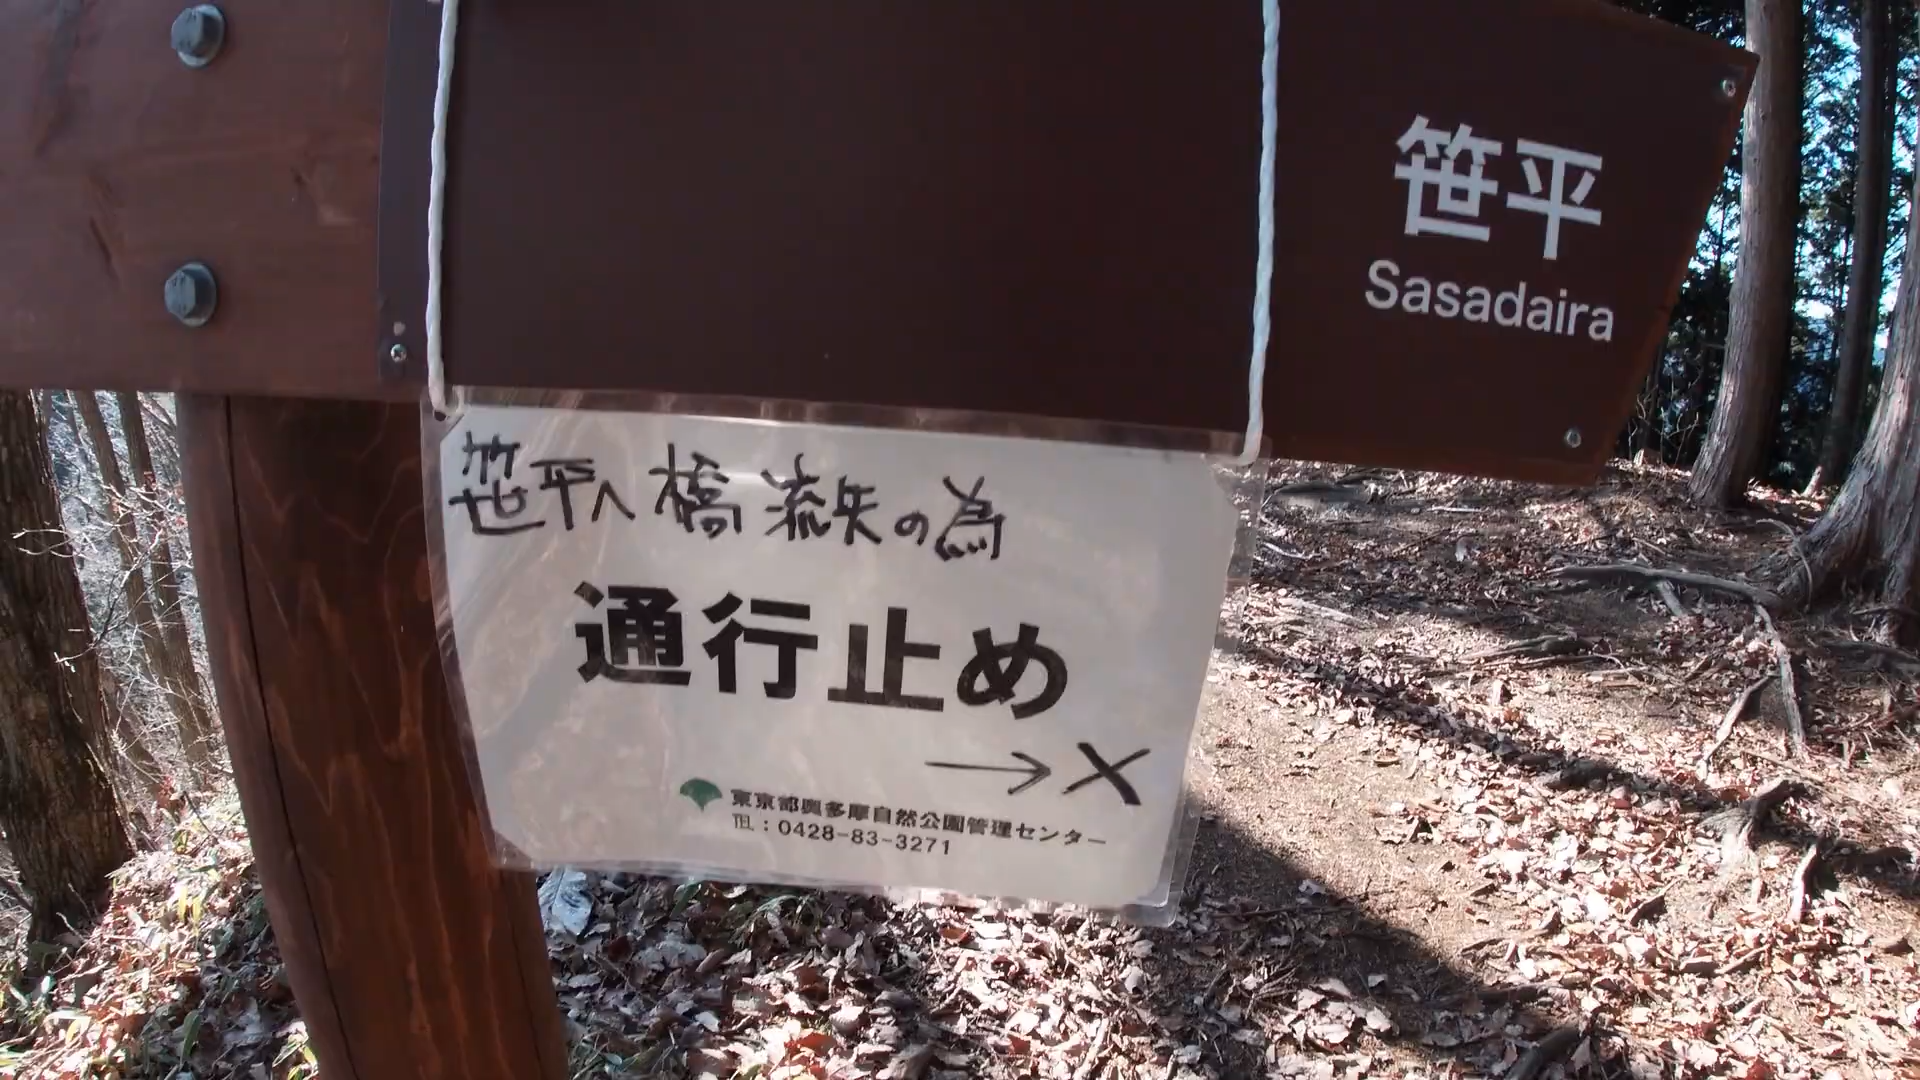 笹平
Sasadaira
笹平へ橋流失の為
通行止め
→×
東京都奥多摩自然公園管理センター
℡：0428-83-3271